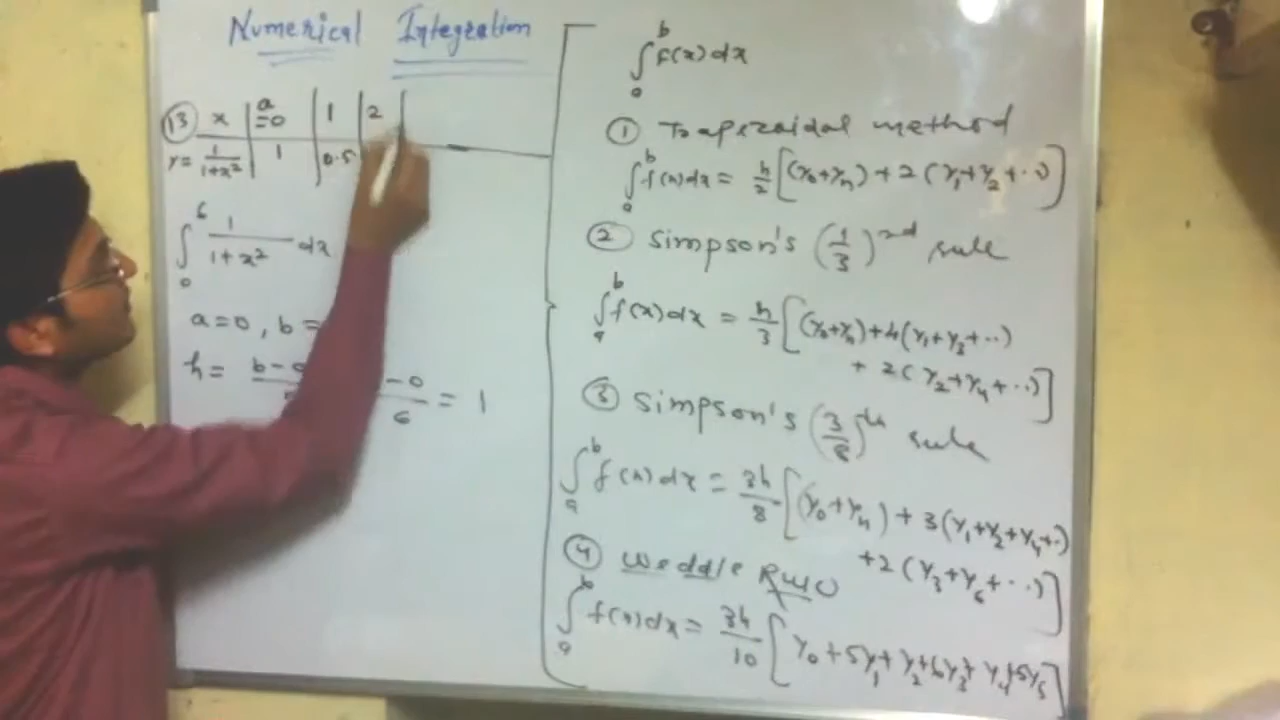 Numerical Integration
(13) x | a=0 | 1 | 2 |
y = 1/(1+x²) | 1 | 0.5
∫₀⁶ 1/(1+x²) dx
a=0, b=
h = b-a = -0/6 = 1
∫ₐᵇ f(x)dx
① Trapezoidal method
∫ₐᵇ f(x)dx = h/2 [(y₀+yₙ)+2(y₁+y₂+..)]
② Simpson's (1/3)rd rule
∫ₐᵇ f(x)dx = h/3 [(y₀+yₙ)+4(y₁+y₃+..)
+ 2(y₂+y₄+..)]
③ Simpson's (3/8)th rule
∫ₐᵇ f(x)dx = 3h/8 [(y₀+yₙ)+3(y₁+y₂+y₄+.)
+2(y₃+y₆+..)]
④ Weddle Rule
∫ₐᵇ f(x)dx = 3h/10 [y₀+5y₁+y₂+6y₃+y₄+5y₅]